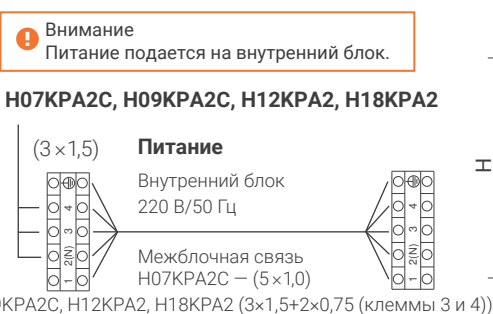 Внимание
Питание подается на внутренний блок.
H07KPA2C, H09KPA2C, H12KPA2, H18KPA2
(3×1,5)
Питание
Внутренний блок
220 В/50 Гц
4
3
2(N)
1
4
3
2(N)
1
Межблочная связь
H07KPA2C — (5×1,0)
KPA2C, H12KPA2, H18KPA2 (3×1,5+2×0,75 (клеммы 3 и 4))
H